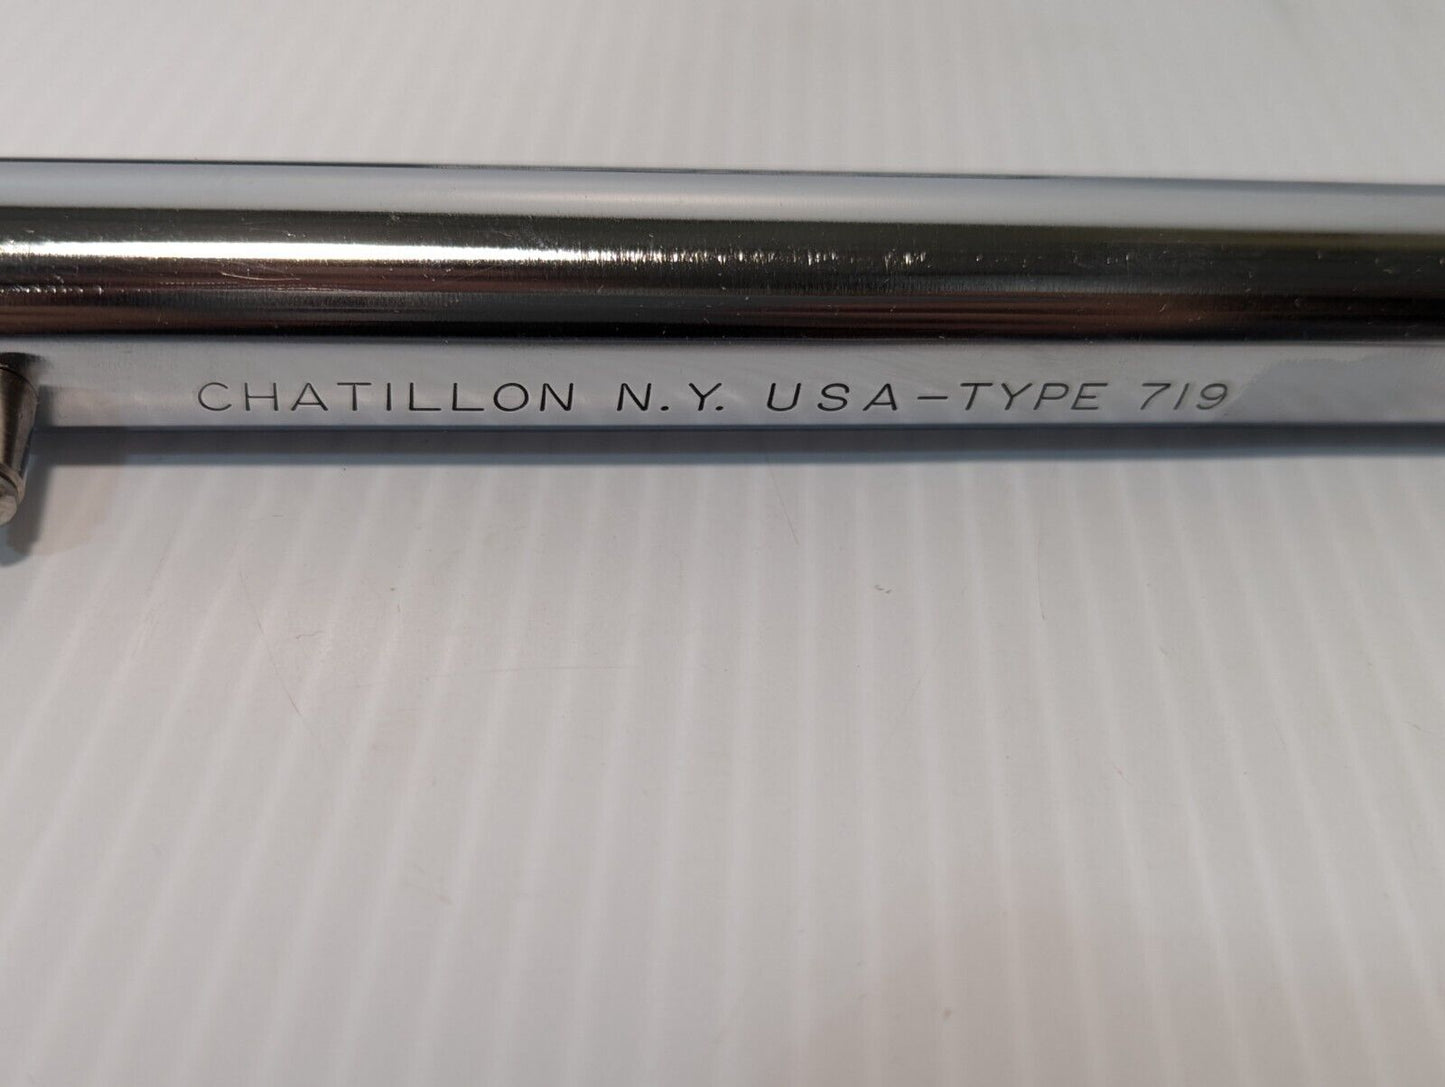 CHATILLON N.Y. USA-TYPE 719